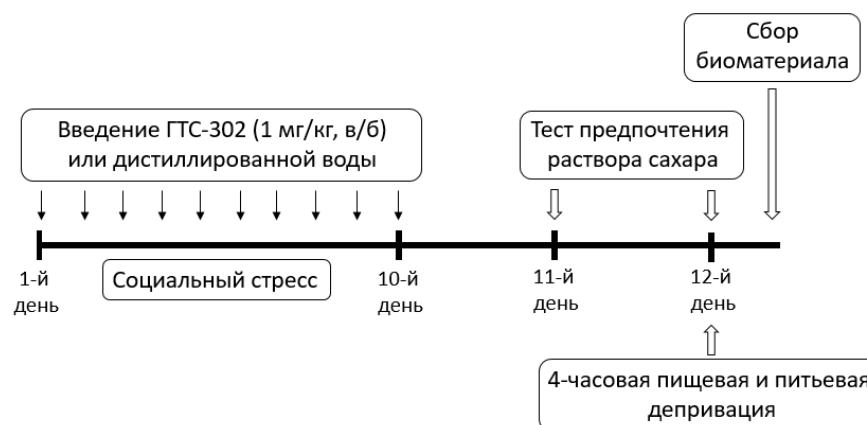 Сбор
биоматериала
Введение ГТС-302 (1 мг/кг, в/б)
или дистиллированной воды
Тест предпочтения
раствора сахара
1-й
день
Социальный стресс
10-й
день
11-й
день
12-й
день
4-часовая пищевая и питьевая
депривация